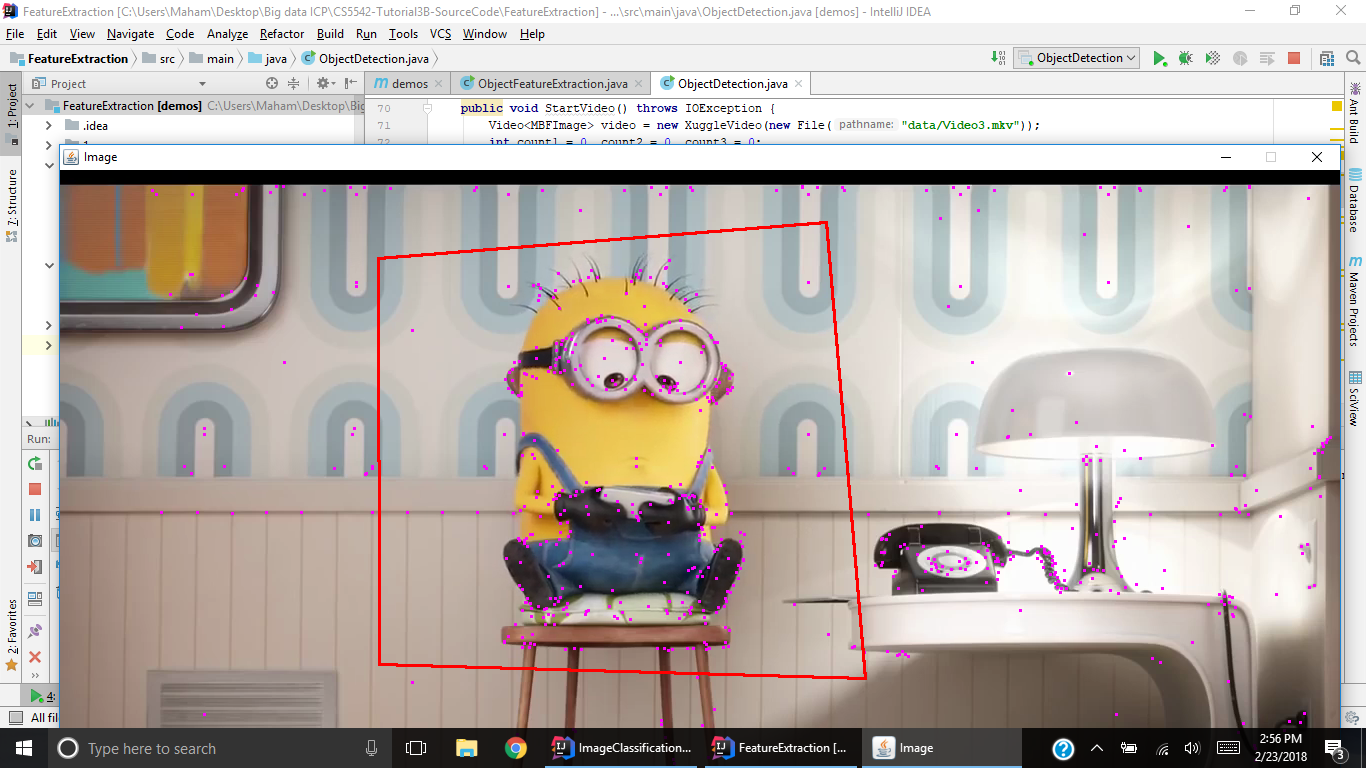 FeatureExtraction [C:\Users\Maham\Desktop\Big data ICP\CS5542-Tutorial3B-SourceCode\FeatureExtraction] - ...\src\main\java\ObjectDetection.java [demos] - IntelliJ IDEA
File Edit View Navigate Code Analyze Refactor Build Run Tools VCS Window Help
FeatureExtraction src main java ObjectDetection.java ObjectDetection
Project demos ObjectFeatureExtraction.java ObjectDetection.java
FeatureExtraction [demos] C:\Users\Maham\Desktop\Big
70 public void StartVideo() throws IOException {
.idea 71 Video<MBFImage> video = new XuggleVideo(new File( pathname: "data/Video3.mkv"));
72 int count1 = 0, count2 = 0, count3 = 0;
Image
1: Project
7: Structure
2: Favorites
Ant Build
Database
Maven Projects
SciView
Run:
4:
All file
Type here to search
ImageClassification...
FeatureExtraction [...
Image
2:56 PM
2/23/2018
3